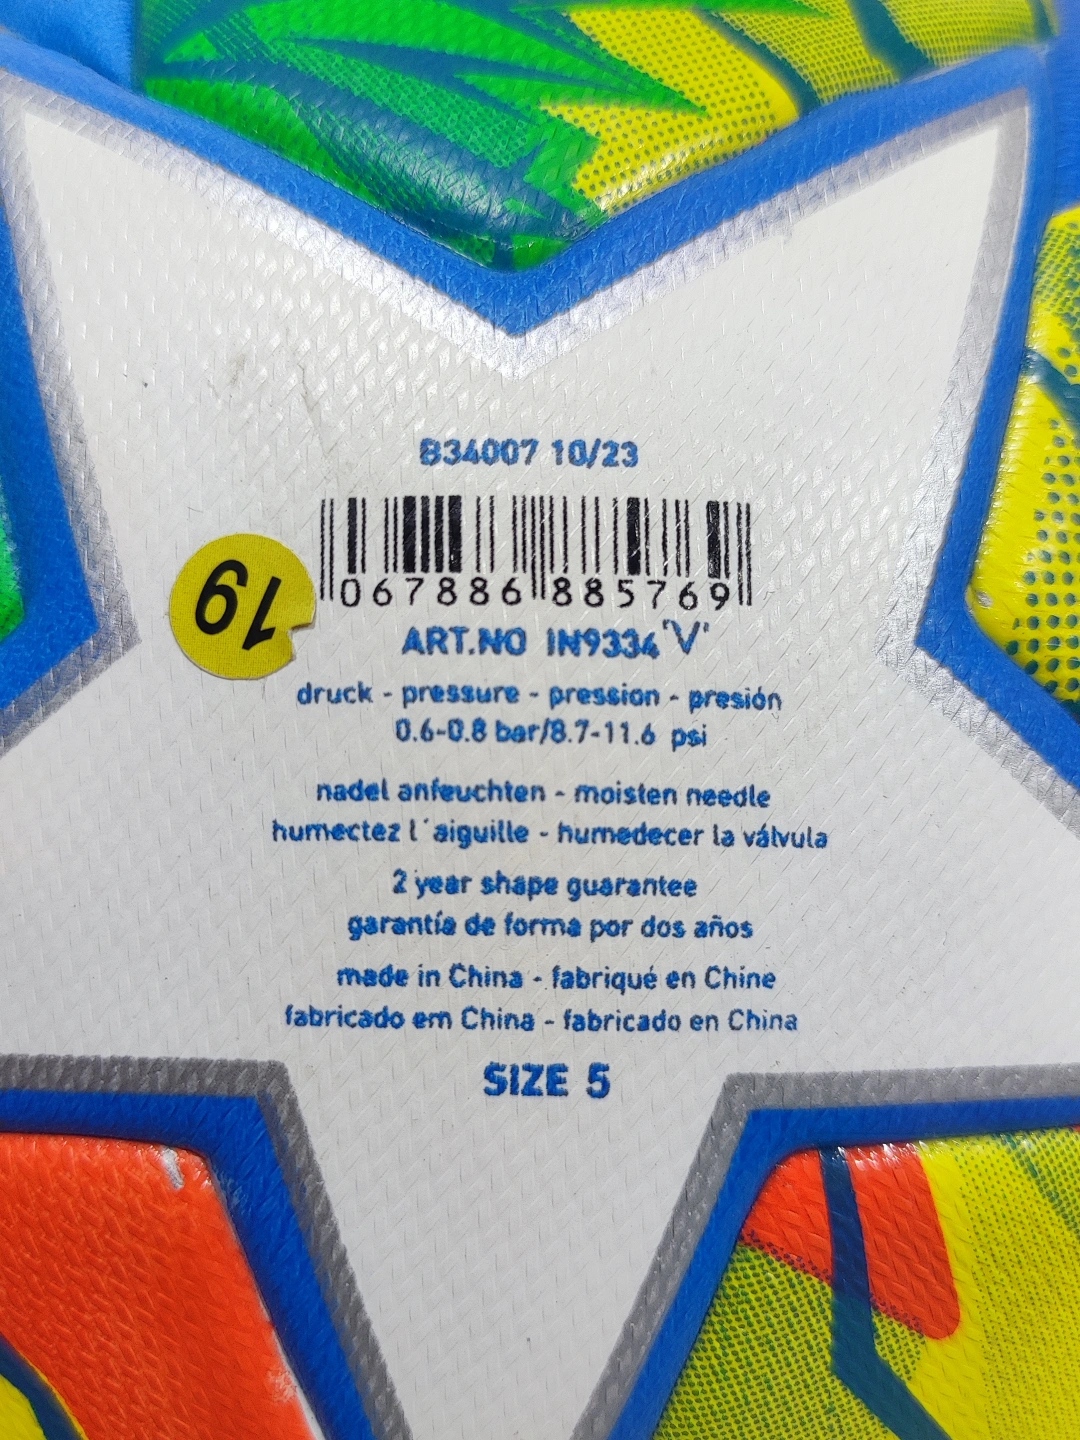 B34007 10/23
19
067886 885769
ART.NO IN9334 'V'
druck - pressure - pression - presión
0.6-0.8 bar/8.7-11.6 psi
nadel anfeuchten - moisten needle
humectez l´aiguille - humedecer la válvula
2 year shape guarantee
garantía de forma por dos años
made in China - fabriqué en Chine
fabricado em China - fabricado en China
SIZE 5